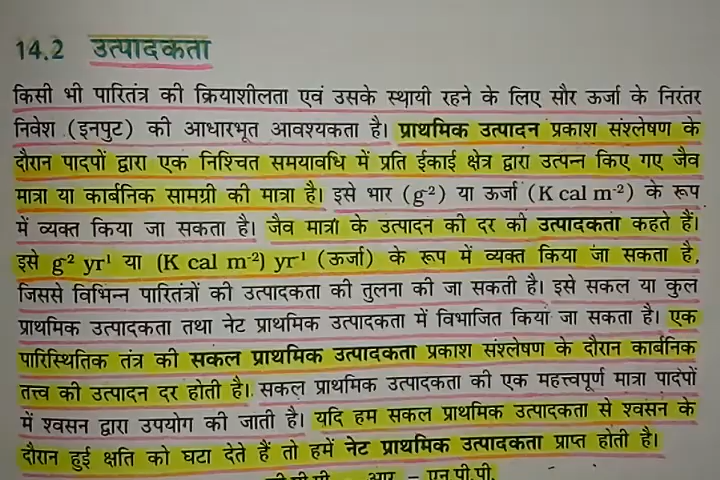 14.2 उत्पादकता
किसी भी पारितंत्र की क्रियाशीलता एवं उसके स्थायी रहने के लिए सौर ऊर्जा के निरंतर
निवेश (इनपुट) की आधारभूत आवश्यकता है। प्राथमिक उत्पादन प्रकाश संश्लेषण के
दौरान पादपों द्वारा एक निश्चित समयावधि में प्रति ईकाई क्षेत्र द्वारा उत्पन्न किए गए जैव
मात्रा या कार्बनिक सामग्री की मात्रा है। इसे भार (g⁻²) या ऊर्जा (K cal m⁻²) के रूप
में व्यक्त किया जा सकता है। जैव मात्रा के उत्पादन की दर को उत्पादकता कहते हैं।
इसे g² yr¹ या (K cal m⁻²) yr¹ (ऊर्जा) के रूप में व्यक्त किया जा सकता है,
जिससे विभिन्न पारितंत्रों की उत्पादकता की तुलना की जा सकती है। इसे सकल या कुल
प्राथमिक उत्पादकता तथा नेट प्राथमिक उत्पादकता में विभाजित किया जा सकता है। एक
पारिस्थितिक तंत्र की सकल प्राथमिक उत्पादकता प्रकाश संश्लेषण के दौरान कार्बनिक
तत्त्व की उत्पादन दर होती है। सकल प्राथमिक उत्पादकता की एक महत्त्वपूर्ण मात्रा पादपों
में श्वसन द्वारा उपयोग की जाती है। यदि हम सकल प्राथमिक उत्पादकता से श्वसन के
दौरान हुई क्षति को घटा देते हैं तो हमें नेट प्राथमिक उत्पादकता प्राप्त होती है।
आर – एन.पी.पी.